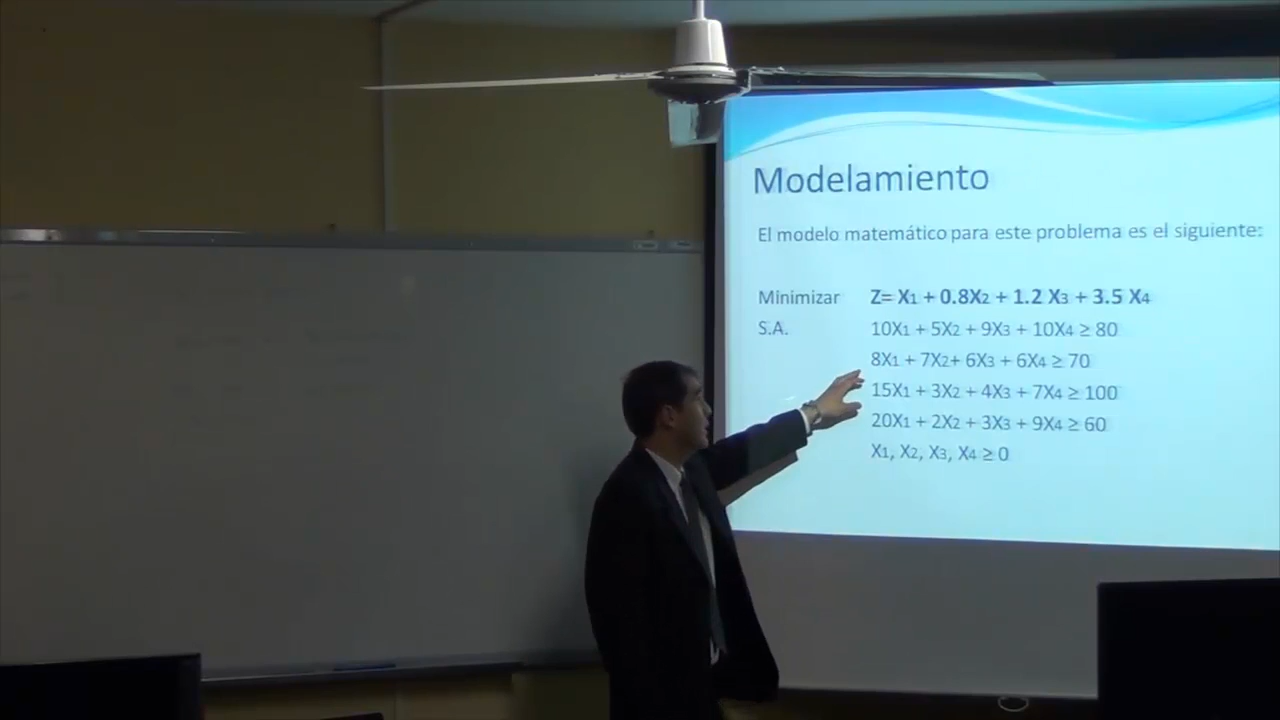 Modelamiento
El modelo matemático para este problema es el siguiente:
Minimizar Z= X1 + 0.8X2 + 1.2 X3 + 3.5 X4
S.A. 10X1 + 5X2 + 9X3 + 10X4 ≥ 80
8X1 + 7X2+ 6X3 + 6X4 ≥ 70
15X1 + 3X2 + 4X3 + 7X4 ≥ 100
20X1 + 2X2 + 3X3 + 9X4 ≥ 60
X1, X2, X3, X4 ≥ 0